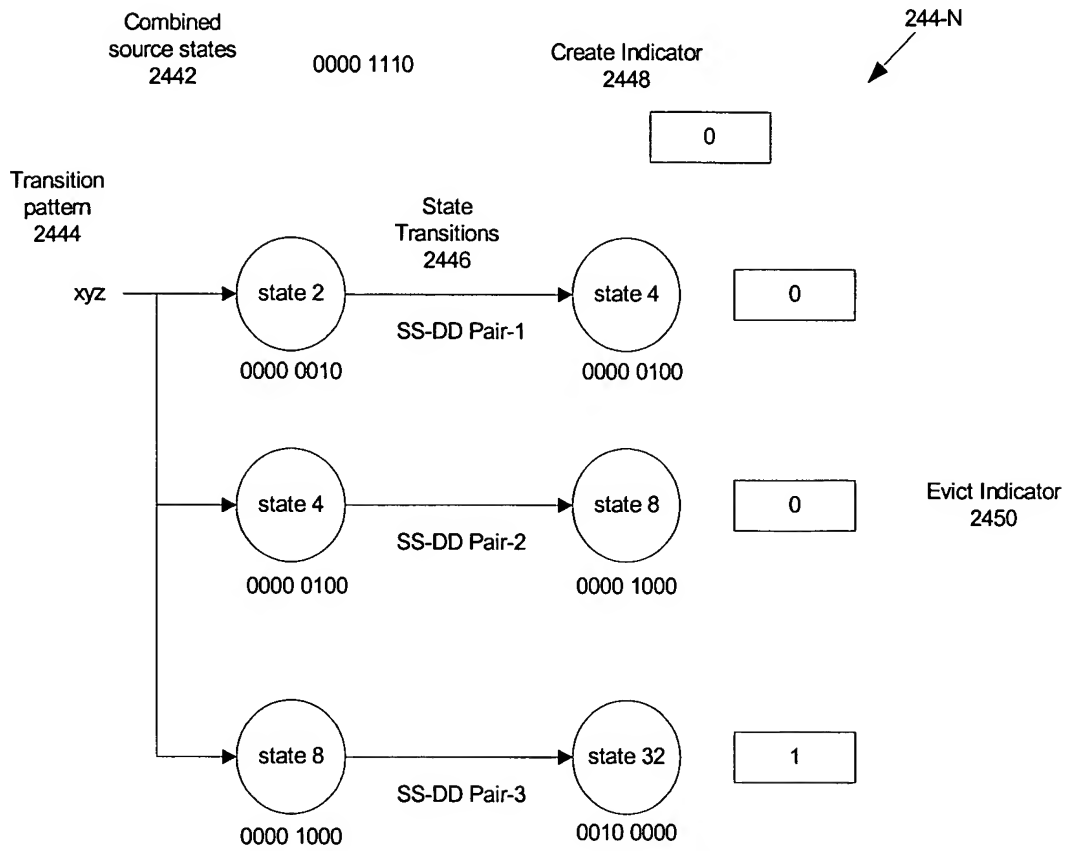 Combined
source states
2442
0000 1110
Create Indicator
2448
244-N
0
Transition
pattern
2444
State
Transitions
2446
xyz
state 2
SS-DD Pair-1
state 4
0
0000 0010
0000 0100
state 4
SS-DD Pair-2
state 8
0
Evict Indicator
2450
0000 0100
0000 1000
state 8
SS-DD Pair-3
state 32
1
0000 1000
0010 0000